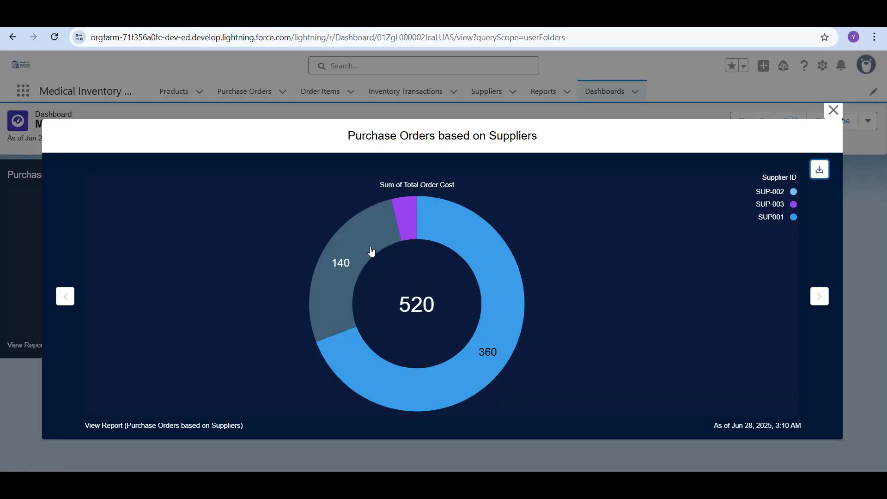 orgfarm-71f356a0fc-dev-ed.develop.lightning.force.com/lightning/r/Dashboard/view?queryScope=userFolders
Y
Search...
Medical Inventory ...
Products
Purchase Orders
Order Items
Inventory Transactions
Suppliers
Reports
Dashboards
Dashboard
As of Jun 2
Purchase Orders based on Suppliers
Purchas
Sum of Total Order Cost
Supplier ID
SUP-002
SUP 003
SUP001
140
520
360
View Repor
View Report (Purchase Orders based on Suppliers)
As of Jun 28, 2025, 3:10 AM